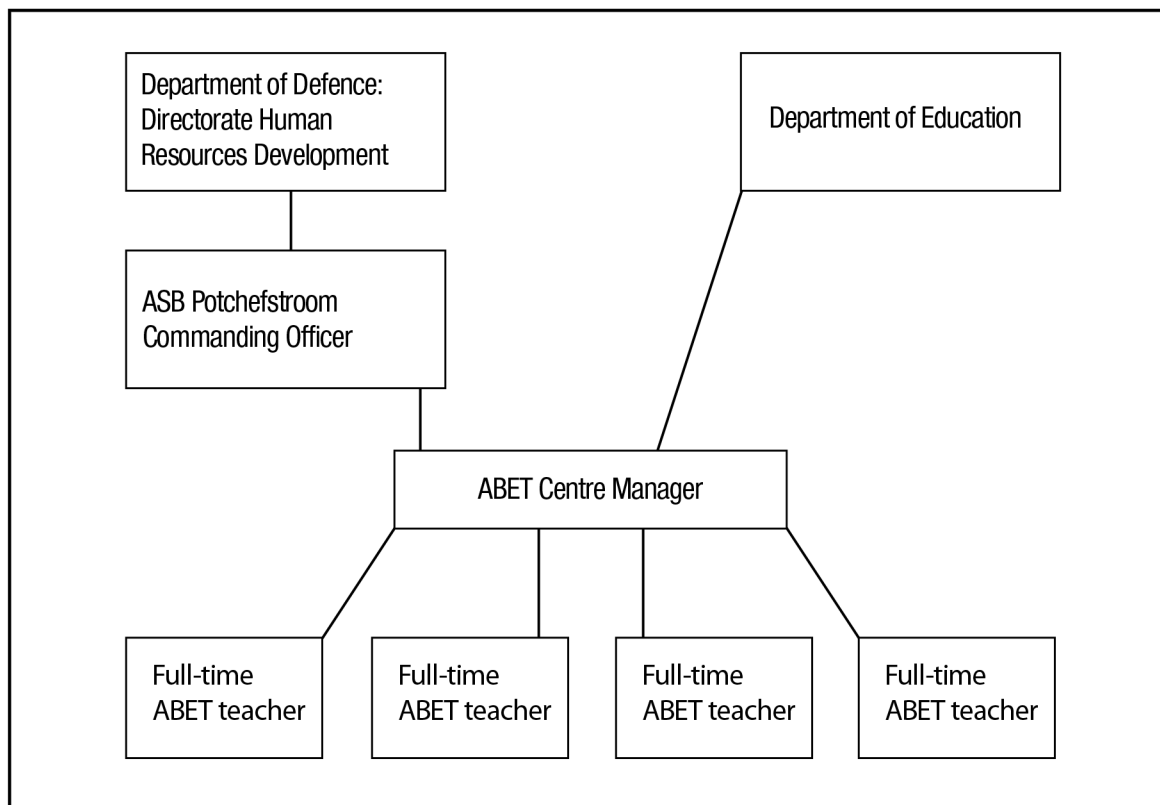 Department of Defence:
Directorate Human
Resources Development
Department of Education
ASB Potchefstroom
Commanding Officer
ABET Centre Manager
Full-time
ABET teacher
Full-time
ABET teacher
Full-time
ABET teacher
Full-time
ABET teacher